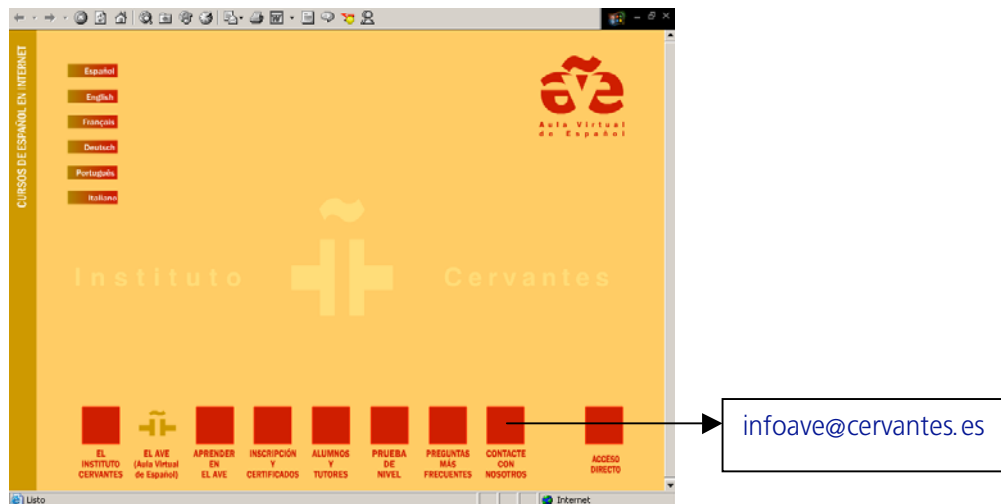 CURSOS DE ESPAÑOL EN INTERNET
Español
English
Français
Deutsch
Português
Italiano
ave
Aula Virtual
de Español
Instituto Cervantes
EL
INSTITUTO
CERVANTES
EL AVE
(Aula Virtual
de Español)
APRENDER
EN
EL AVE
INSCRIPCIÓN
Y
CERTIFICADOS
ALUMNOS
Y
TUTORES
PRUEBA
DE
NIVEL
PREGUNTAS
MÁS
FRECUENTES
CONTACTE
CON
NOSOTROS
ACCESO
DIRECTO
infoave@cervantes.es
Listo
Internet